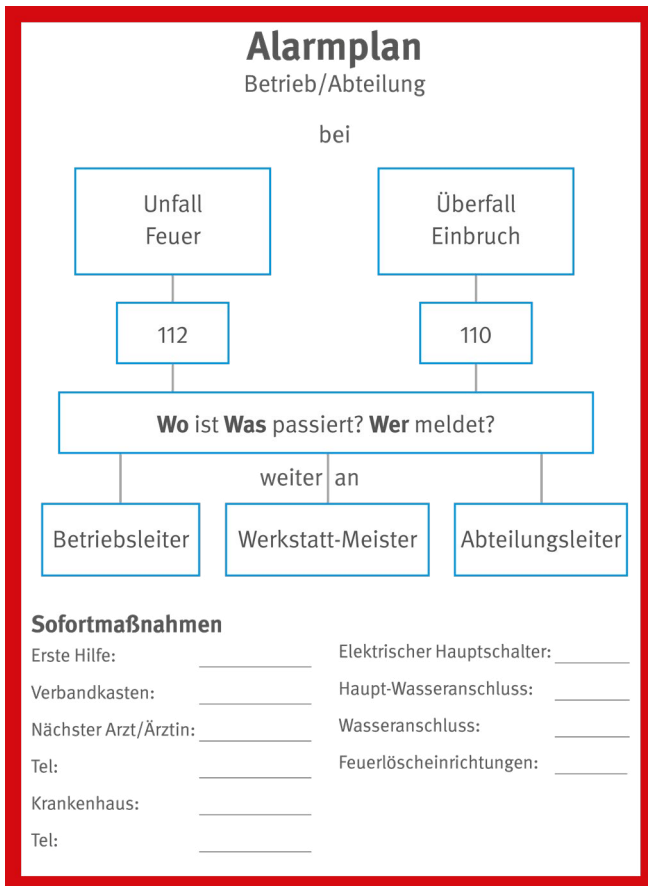 Alarmplan
Betrieb/Abteilung
bei
Unfall
Feuer
Überfall
Einbruch
112
110
Wo ist Was passiert? Wer meldet?
weiter an
Betriebsleiter
Werkstatt-Meister
Abteilungsleiter
Sofortmaßnahmen
Erste Hilfe:
Verbandkasten:
Nächster Arzt/Ärztin:
Tel:
Krankenhaus:
Tel:
Elektrischer Hauptschalter:
Haupt-Wasseranschluss:
Wasseranschluss:
Feuerlöscheinrichtungen: